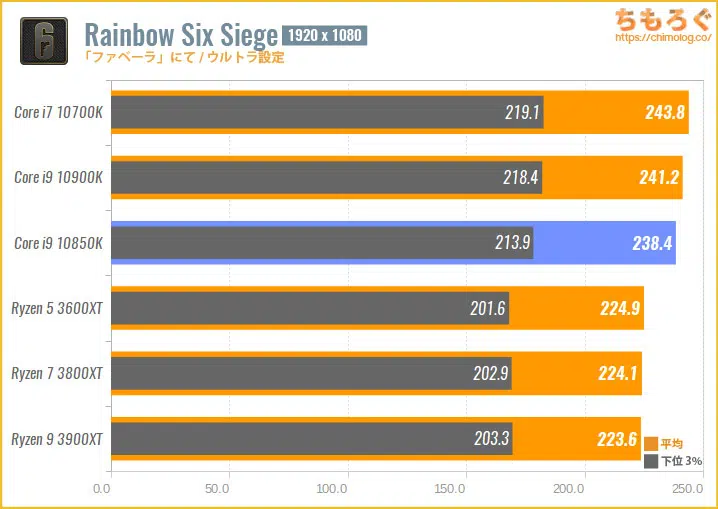 6r
Rainbow Six Siege 1920 x 1080
「ファベーラ」にて / ウルトラ設定
ちもろぐ
https://chimolog.co/
Core i7 10700K 219.1 243.8
Core i9 10900K 218.4 241.2
Core i9 10850K 213.9 238.4
Ryzen 5 3600XT 201.6 224.9
Ryzen 7 3800XT 202.9 224.1
Ryzen 9 3900XT 203.3 223.6
平均
下位 3%
0.0 50.0 100.0 150.0 200.0 250.0